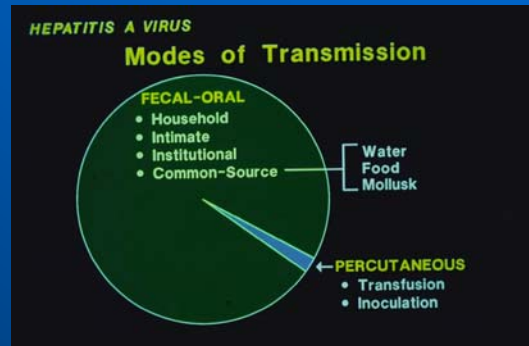 HEPATITIS A VIRUS
Modes of Transmission
FECAL-ORAL
• Household
• Intimate
• Institutional
• Common-Source
Water
Food
Mollusk
←PERCUTANEOUS
• Transfusion
• Inoculation